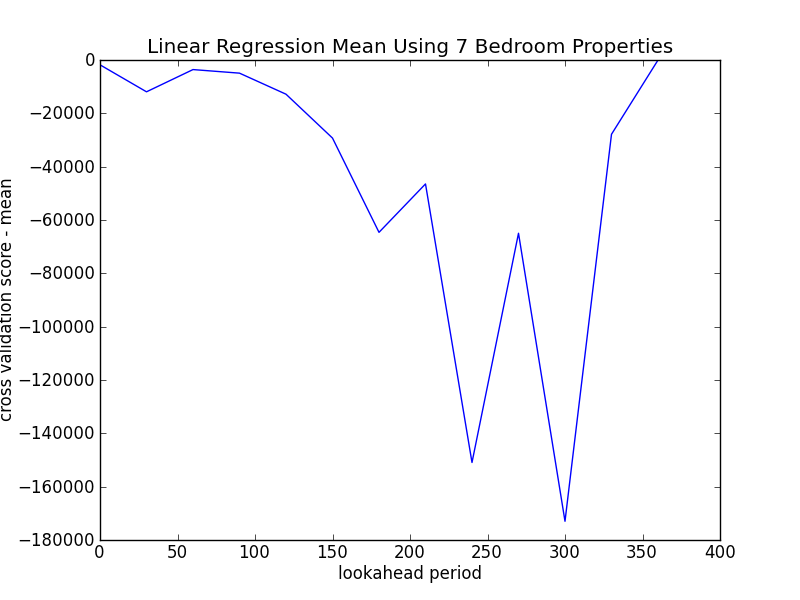 Linear Regression Mean Using 7 Bedroom Properties
0
−20000
−40000
−60000
−80000
−100000
−120000
−140000
−160000
−180000
cross validation score - mean
0 50 100 150 200 250 300 350 400
lookahead period